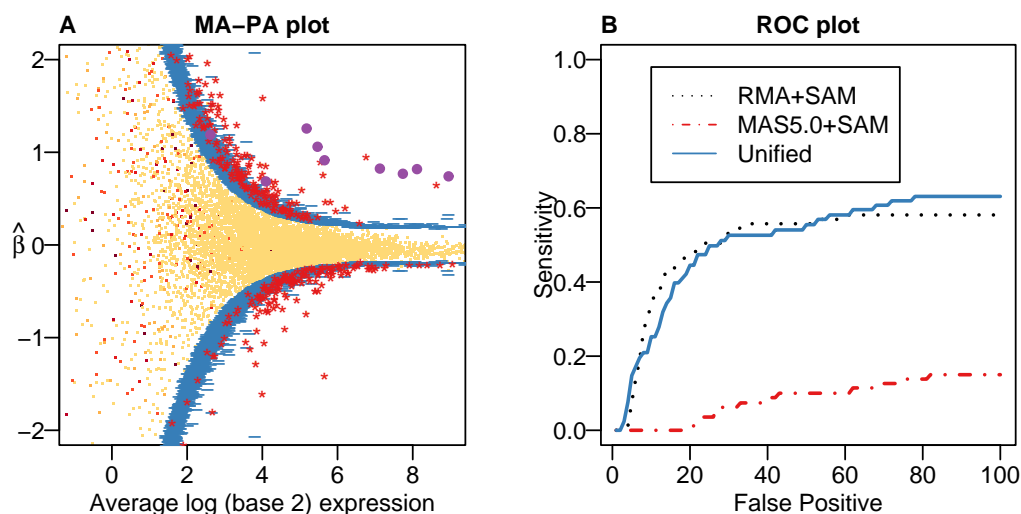 A
MA−PA plot
2
1
0
−1
−2
β̂
0
2
4
6
8
Average log (base 2) expression
B
ROC plot
1.0
0.8
0.6
0.4
0.2
0.0
Sensitivity
RMA+SAM
MAS5.0+SAM
Unified
0
20
40
60
80
100
False Positive